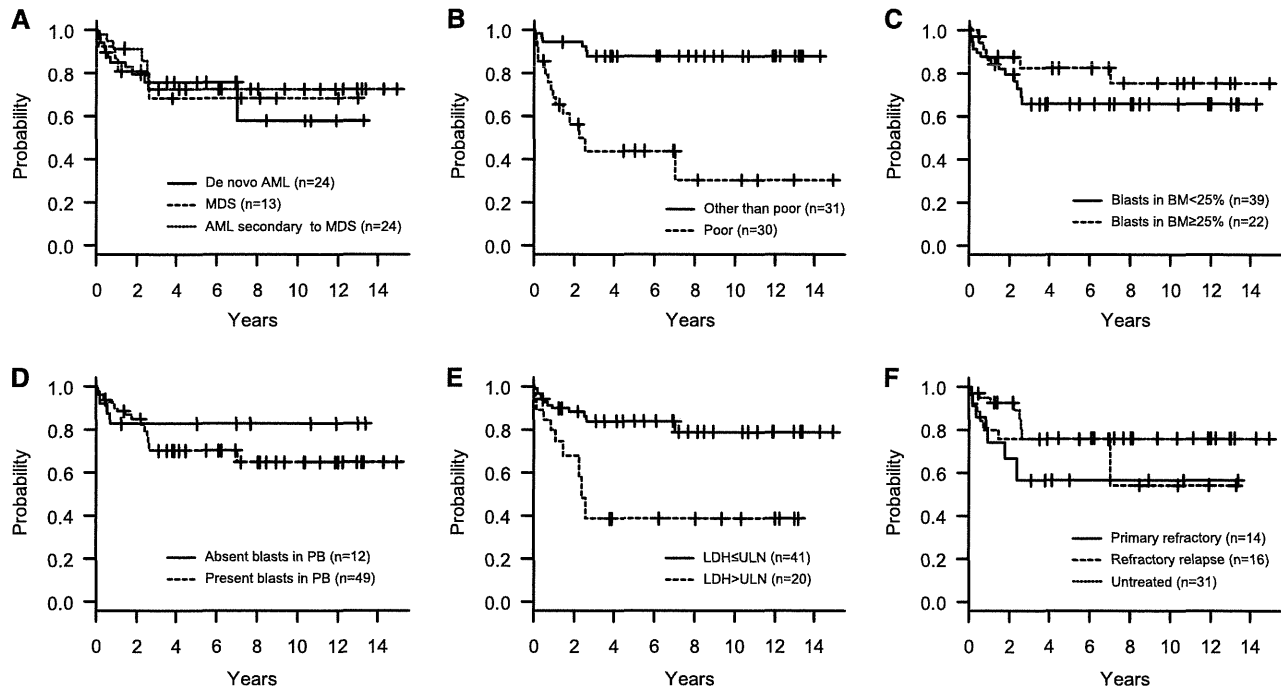 A
Probability
1.0
0.8
0.6
0.4
0.2
0.0
De novo AML (n=24)
MDS (n=13)
AML secondary to MDS (n=24)
0 2 4 6 8 10 12 14
Years
B
Probability
1.0
0.8
0.6
0.4
0.2
0.0
Other than poor (n=31)
Poor (n=30)
0 2 4 6 8 10 12 14
Years
C
Probability
1.0
0.8
0.6
0.4
0.2
0.0
Blasts in BM<25% (n=39)
Blasts in BM≥25% (n=22)
0 2 4 6 8 10 12 14
Years
D
Probability
1.0
0.8
0.6
0.4
0.2
0.0
Absent blasts in PB (n=12)
Present blasts in PB (n=49)
0 2 4 6 8 10 12 14
Years
E
Probability
1.0
0.8
0.6
0.4
0.2
0.0
LDH≤ULN (n=41)
LDH>ULN (n=20)
0 2 4 6 8 10 12 14
Years
F
Probability
1.0
0.8
0.6
0.4
0.2
0.0
Primary refractory (n=14)
Refractory relapse (n=16)
Untreated (n=31)
0 2 4 6 8 10 12 14
Years